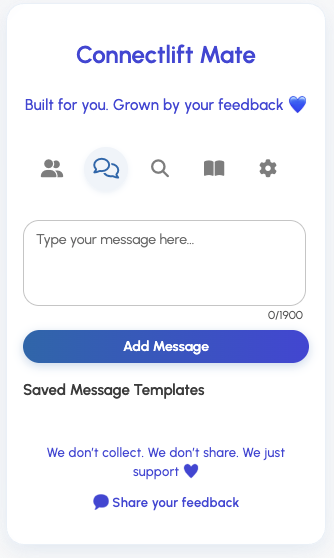 Connectlift Mate
Built for you. Grown by your feedback 💙
Type your message here...
0/1900
Add Message
Saved Message Templates
We don't collect. We don't share. We just
support 💙
Share your feedback